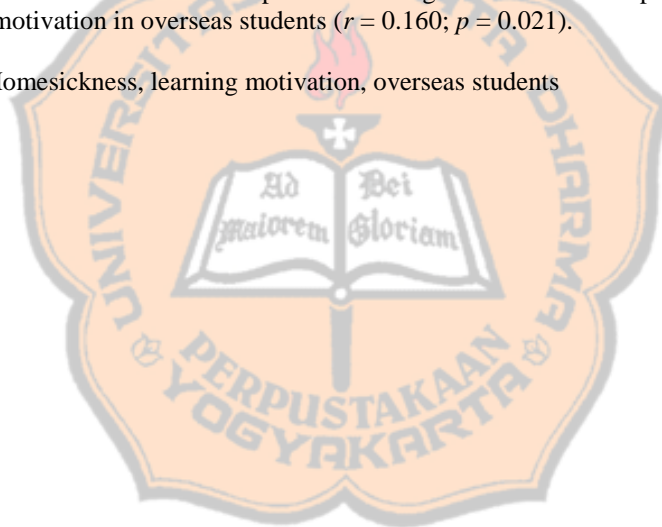 motivation in overseas students (r = 0.160; p = 0.021).
Homesickness, learning motivation, overseas students
UNIVERSITAS
DHARMA
Ad
Maiorem
Dei
Gloriam
PERPUSTAKAAN
YOGYAKARTA